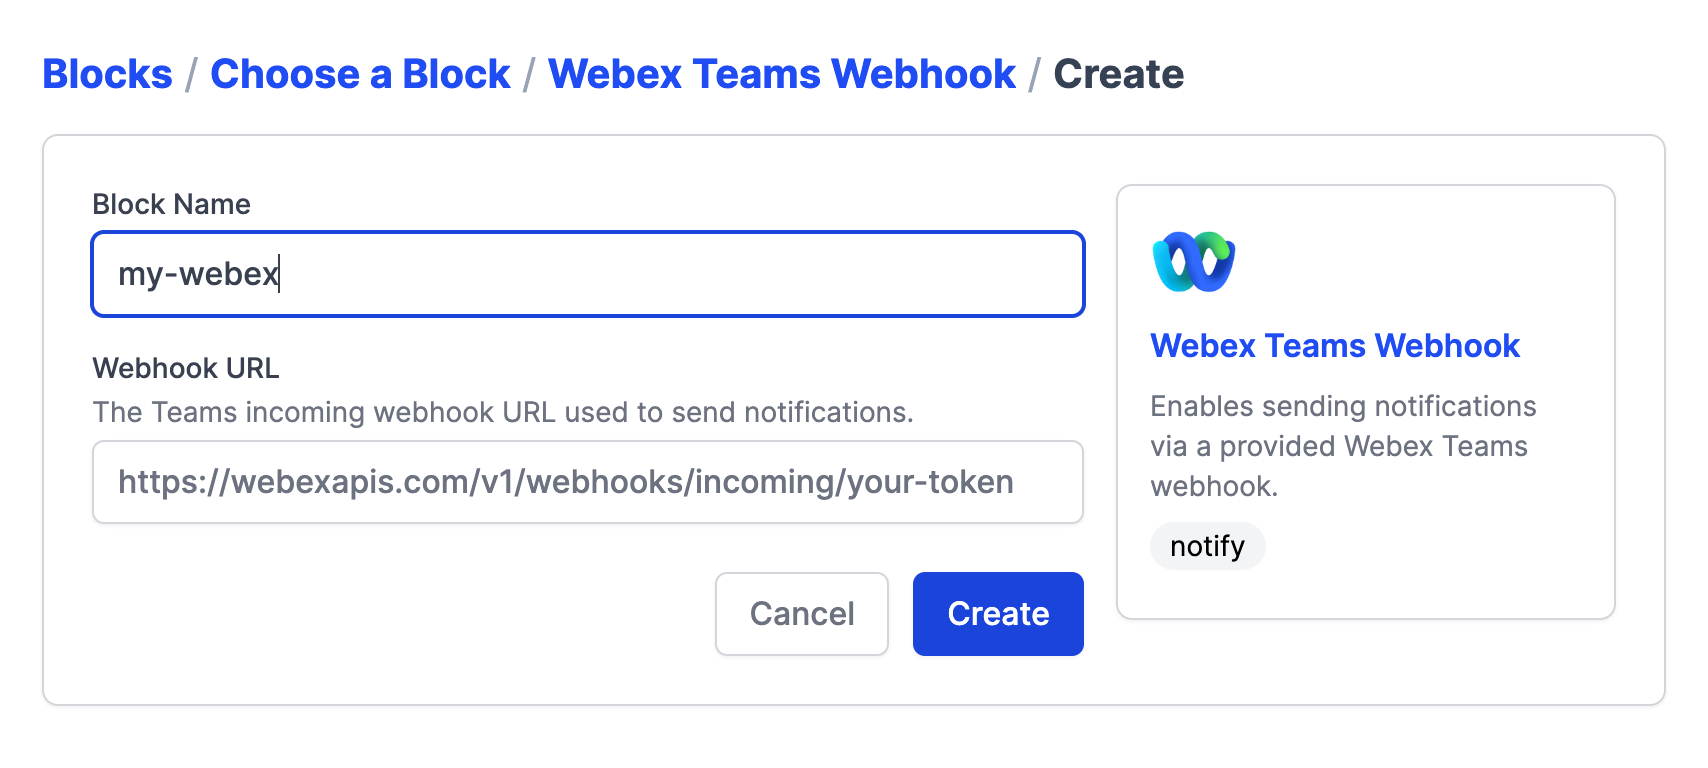 Blocks / Choose a Block / Webex Teams Webhook / Create
Block Name
my-webex
Webhook URL
The Teams incoming webhook URL used to send notifications.
https://webexapis.com/v1/webhooks/incoming/your-token
Cancel
Create
Webex Teams Webhook
Enables sending notifications
via a provided Webex Teams
webhook.
notify